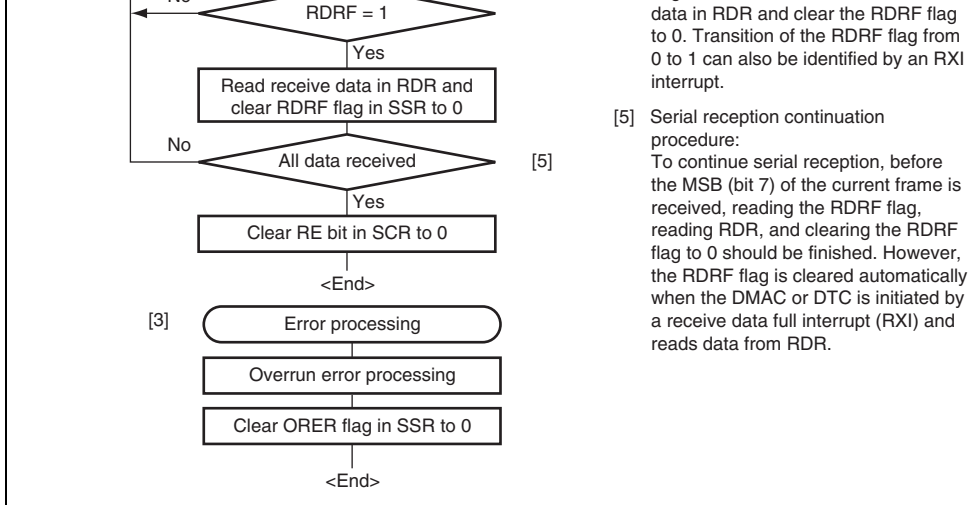 No
RDRF = 1
Yes
Read receive data in RDR and
clear RDRF flag in SSR to 0
No
All data received
[5]
Yes
Clear RE bit in SCR to 0
<End>
[3]
Error processing
Overrun error processing
Clear ORER flag in SSR to 0
<End>
data in RDR and clear the RDRF flag
to 0. Transition of the RDRF flag from
0 to 1 can also be identified by an RXI
interrupt.
[5] Serial reception continuation
procedure:
To continue serial reception, before
the MSB (bit 7) of the current frame is
received, reading the RDRF flag,
reading RDR, and clearing the RDRF
flag to 0 should be finished. However,
the RDRF flag is cleared automatically
when the DMAC or DTC is initiated by
a receive data full interrupt (RXI) and
reads data from RDR.